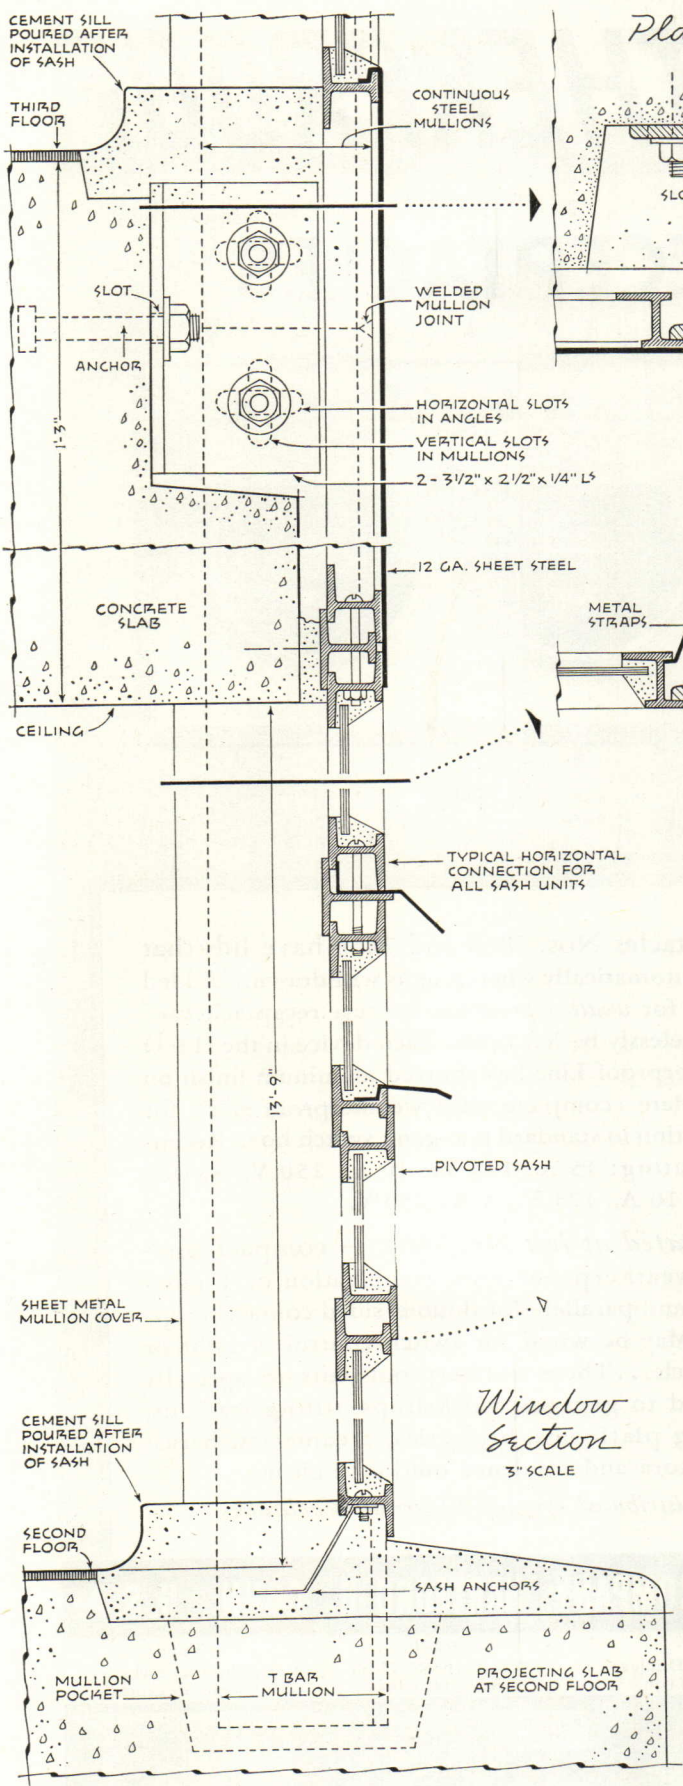 CEMENT SILL
POURED AFTER
INSTALLATION
OF SASH
THIRD
FLOOR
CONTINUOUS
STEEL
MULLIONS
SLOT
ANCHOR
1'-3"
WELDED
MULLION
JOINT
HORIZONTAL SLOTS
IN ANGLES
VERTICAL SLOTS
IN MULLIONS
2 - 3 1/2" x 2 1/2" x 1/4" Ls
12 GA. SHEET STEEL
CONCRETE
SLAB
METAL
STRAPS
CEILING
TYPICAL HORIZONTAL
CONNECTION FOR
ALL SASH UNITS
13'-9"
PIVOTED SASH
SHEET METAL
MULLION COVER
Window
Section
3" SCALE
CEMENT SILL
POURED AFTER
INSTALLATION
OF SASH
SECOND
FLOOR
SASH ANCHORS
MULLION
POCKET
T BAR
MULLION
PROJECTING SLAB
AT SECOND FLOOR